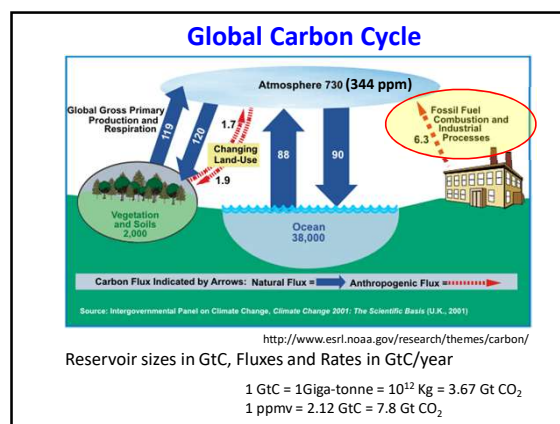 Global Carbon Cycle
Atmosphere 730 (344 ppm)
Global Gross Primary
Production and
Respiration
119
120
1.7
Changing
Land-Use
1.9
88
90
Fossil Fuel
Combustion and
Industrial
Processes
6.3
Vegetation
and Soils
2,000
Ocean
38,000
Carbon Flux Indicated by Arrows: Natural Flux = Anthropogenic Flux =
Source: Intergovernmental Panel on Climate Change, Climate Change 2001: The Scientific Basis (U.K., 2001)
http://www.esrl.noaa.gov/research/themes/carbon/
Reservoir sizes in GtC, Fluxes and Rates in GtC/year
1 GtC = 1Giga-tonne = 10¹² Kg = 3.67 Gt CO₂
1 ppmv = 2.12 GtC = 7.8 Gt CO₂